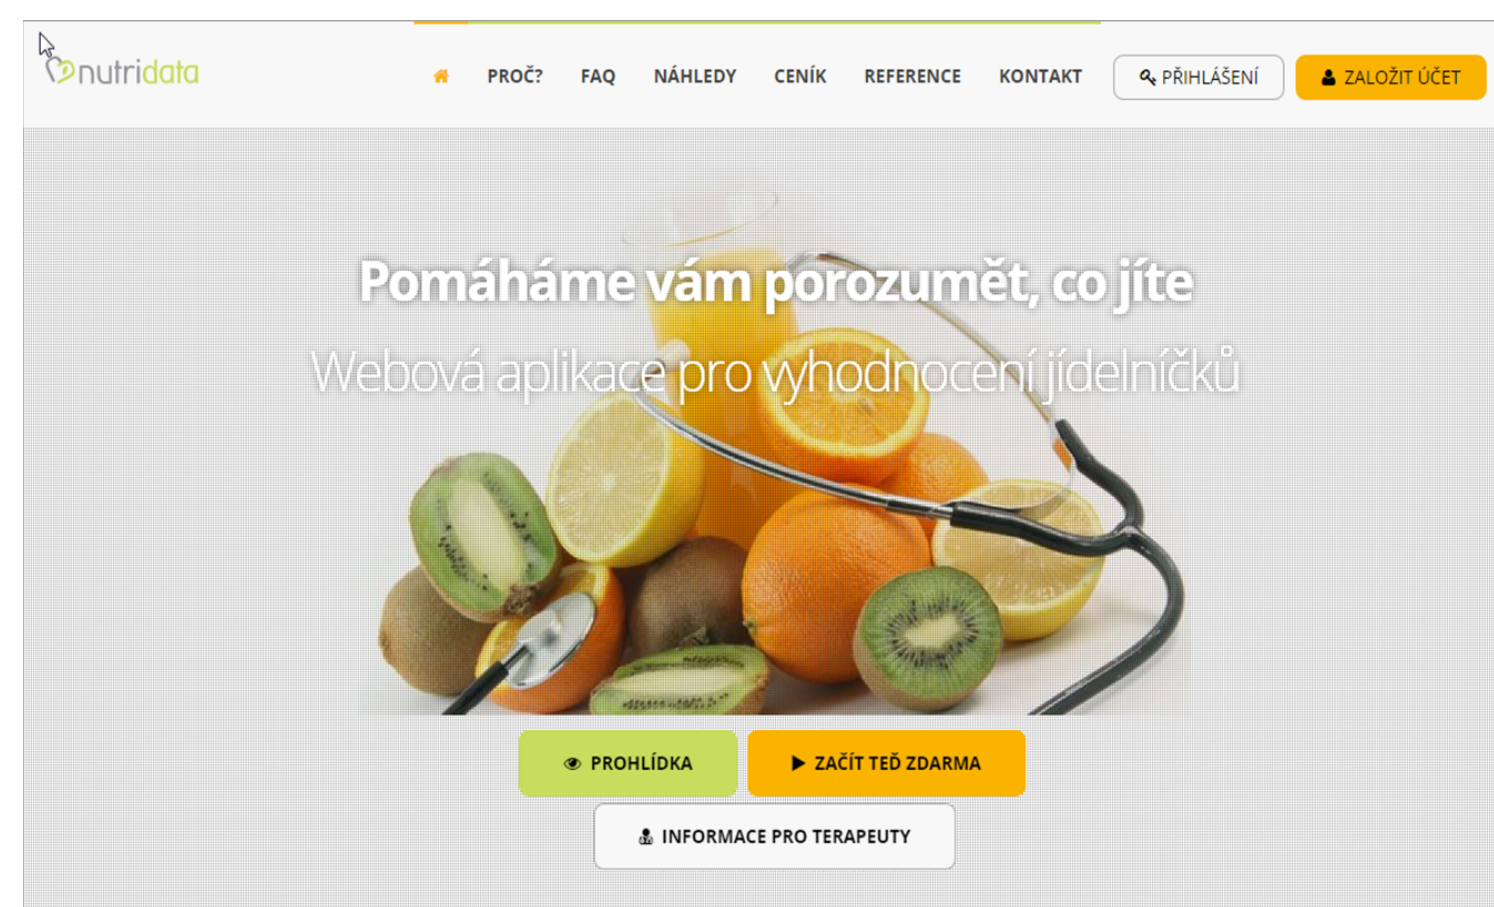 nutridata
PROČ? FAQ NÁHLEDY CENÍK REFERENCE KONTAKT PŘIHLÁŠENÍ ZALOŽIT ÚČET
Pomáháme vám porozumět, co jíte
Webová aplikace pro vyhodnocení jídelníčků
PROHLÍDKA ZAČÍT TEĎ ZDARMA
INFORMACE PRO TERAPEUTY